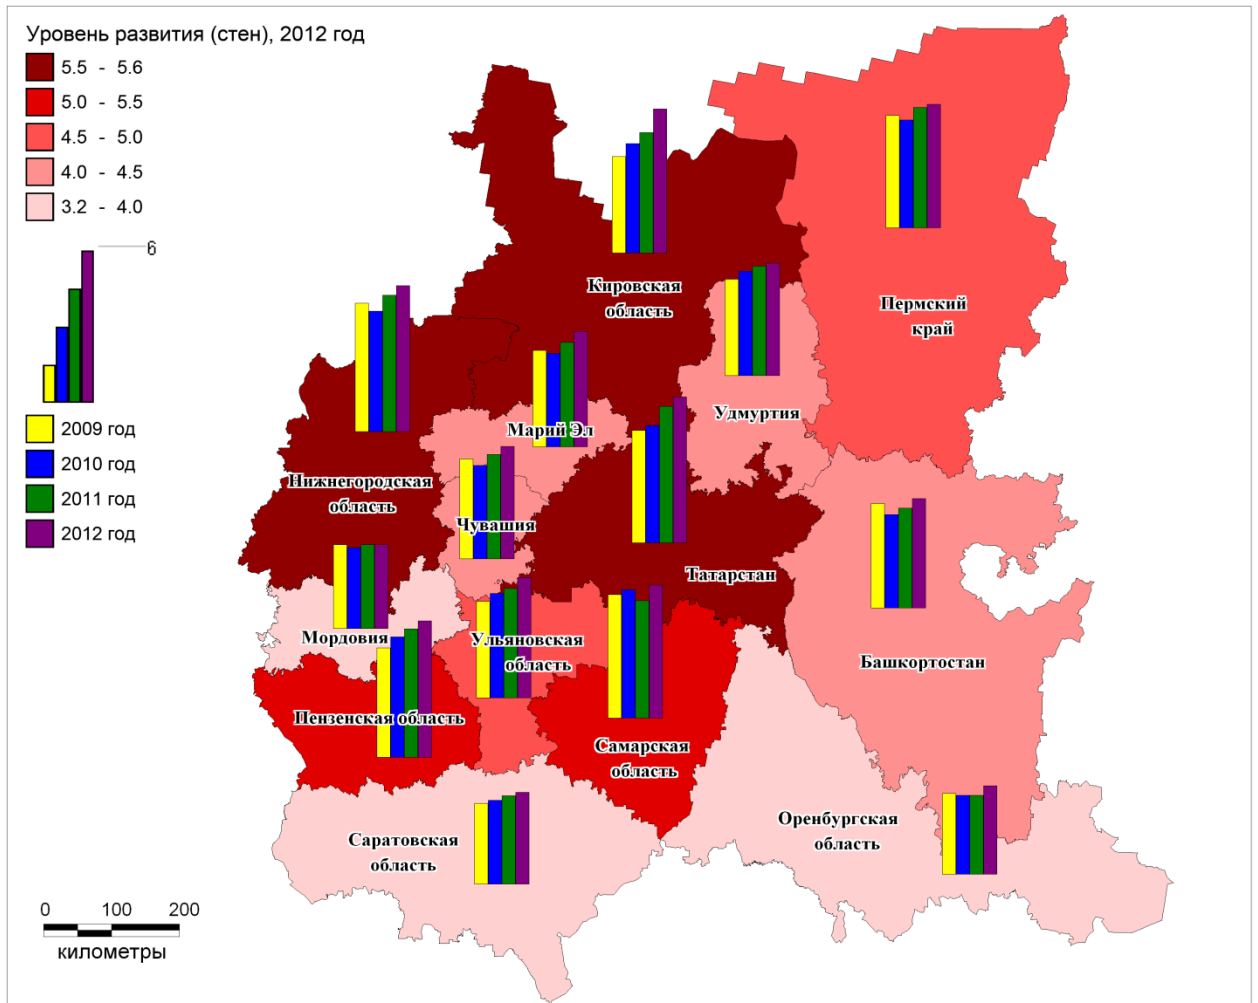 Уровень развития (стен), 2012 год
5.5 - 5.6
5.0 - 5.5
4.5 - 5.0
4.0 - 4.5
3.2 - 4.0
6
2009 год
2010 год
2011 год
2012 год
Кировская
область
Пермский
край
Удмуртия
Марий Эл
Нижнегородская
область
Чувашия
Татарстан
Мордовия
Ульяновская
область
Башкортостан
Пензенская область
Самарская
область
Оренбургская
область
Саратовская
область
0 100 200
километры